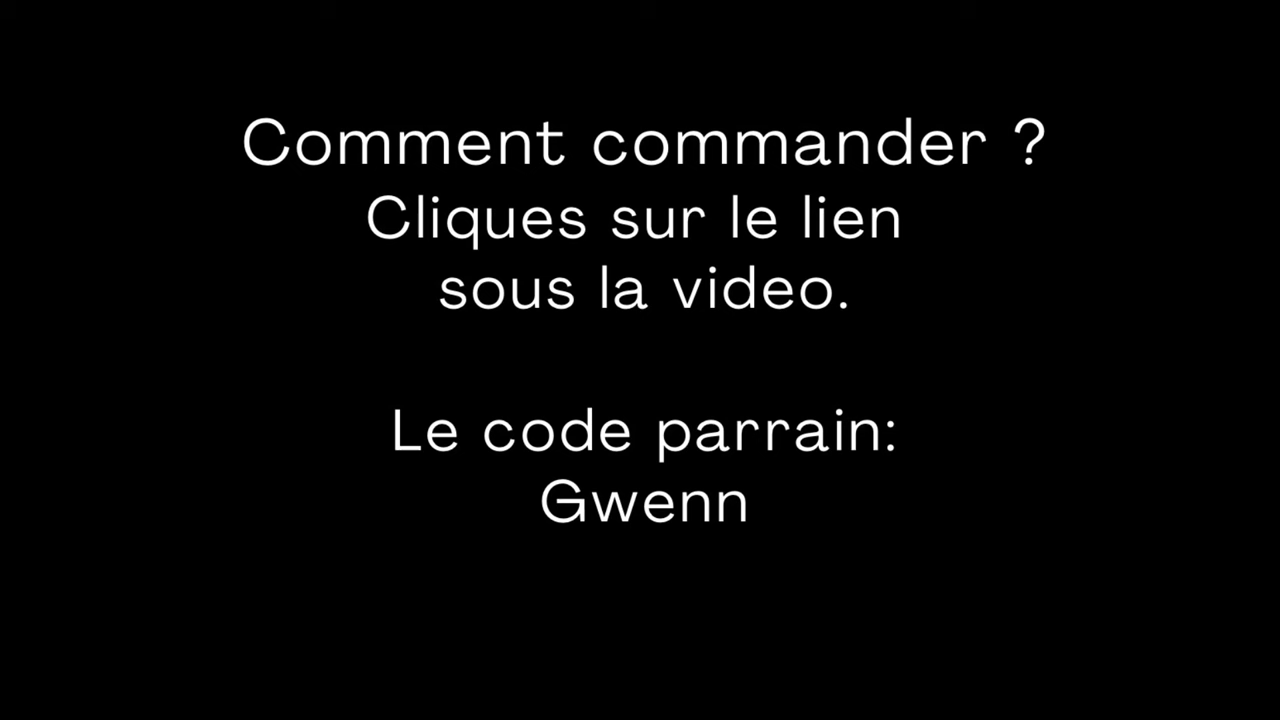 Comment commander ?
Cliques sur le lien
sous la video.
Le code parrain:
Gwenn